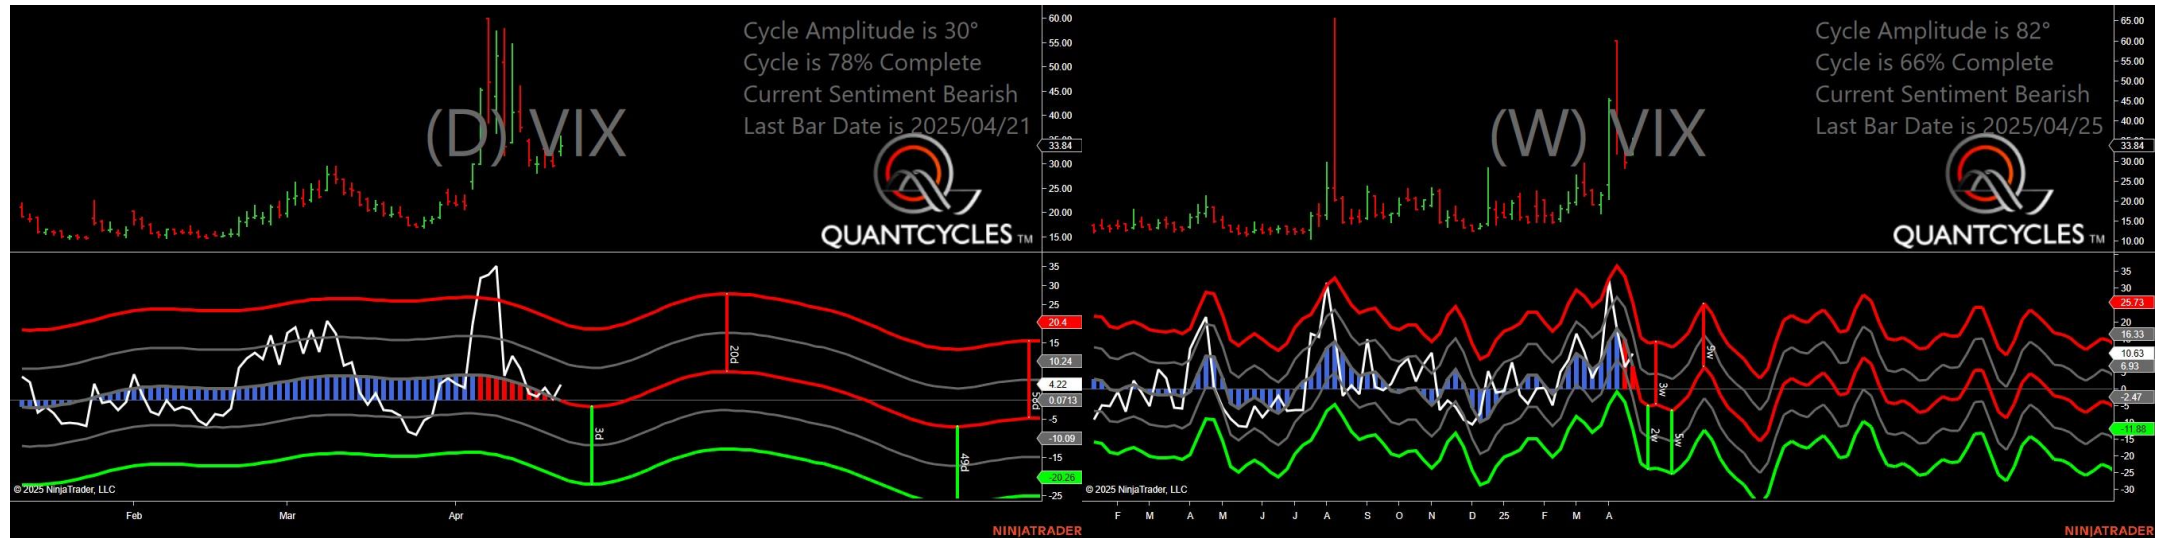 Cycle Amplitude is 30°
Cycle is 78% Complete
Current Sentiment Bearish
Last Bar Date is 2025/04/21
(D) VIX
QUANTCYCLES TM
60.00
55.00
50.00
45.00
40.00
33.84
30.00
25.00
20.00
15.00
35
30
25
20.4
15
10.24
4.22
0.0713
-5
-10.09
-15
-20.26
-25
20d
3d
49d
58d
© 2025 NinjaTrader, LLC
Feb
Mar
Apr
NINJATRADER
Cycle Amplitude is 82°
Cycle is 66% Complete
Current Sentiment Bearish
Last Bar Date is 2025/04/25
(W) VIX
QUANTCYCLES TM
65.00
60.00
55.00
50.00
45.00
40.00
33.84
30.00
25.00
20.00
15.00
10.00
35
30
25.73
20
16.33
10.63
6.93
0
-2.47
-5
-11.88
-15
-20
-25
-30
9w
3w
2w
5w
© 2025 NinjaTrader, LLC
F
M
A
M
J
J
A
S
O
N
D
25
F
M
A
NINJATRADER